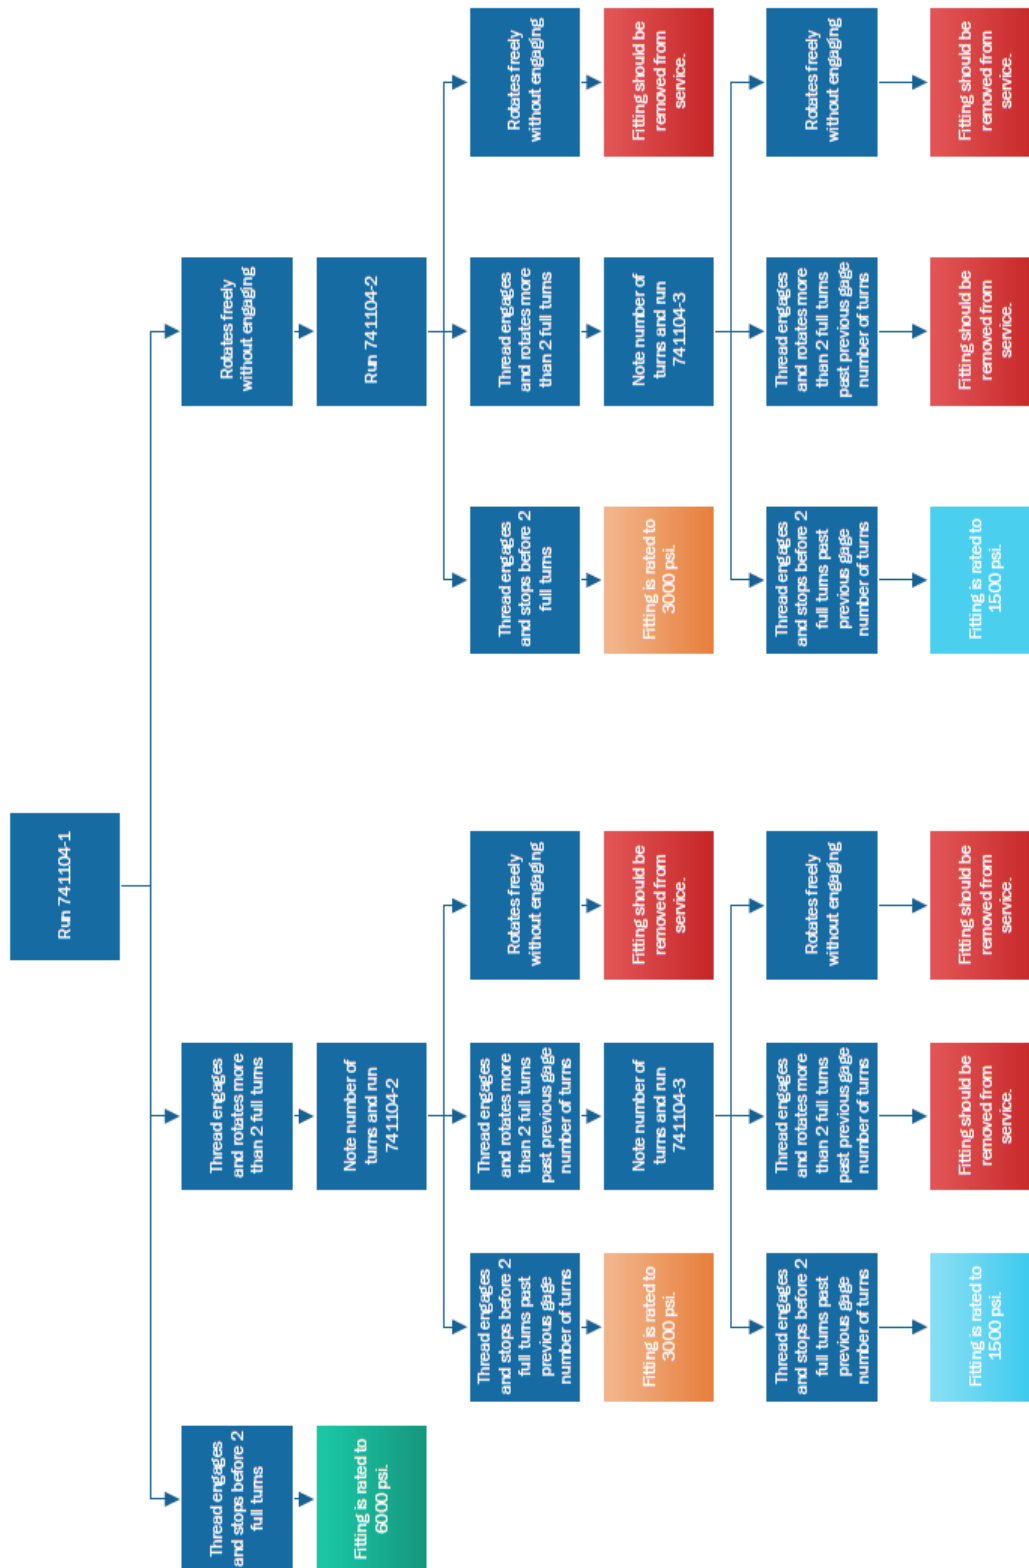 Run 741104-1
Thread engages
and stops before 2
full turns
Thread engages
and rotates more
than 2 full turns
Rotates freely
without engaging
Fitting is rated to
6000 psi.
Note number of
turns and run
741104-2
Run 741104-2
Thread engages
and stops before 2
full turns past
previous gage
number of turns
Thread engages
and rotates more
than 2 full turns
past previous gage
number of turns
Rotates freely
without engaging
Thread engages
and stops before 2
full turns
Thread engages
and rotates more
than 2 full turns
Rotates freely
without engaging
Fitting is rated to
3000 psi.
Note number of
turns and run
741104-3
Fitting should be
removed from
service.
Fitting is rated to
3000 psi.
Note number of
turns and run
741104-3
Fitting should be
removed from
service.
Thread engages
and stops before 2
full turns past
previous gage
number of turns
Thread engages
and rotates more
than 2 full turns
past previous gage
number of turns
Rotates freely
without engaging
Thread engages
and stops before 2
full turns past
previous gage
number of turns
Thread engages
and rotates more
than 2 full turns
past previous gage
number of turns
Rotates freely
without engaging
Fitting is rated to
1500 psi.
Fitting should be
removed from
service.
Fitting should be
removed from
service.
Fitting is rated to
1500 psi.
Fitting should be
removed from
service.
Fitting should be
removed from
service.